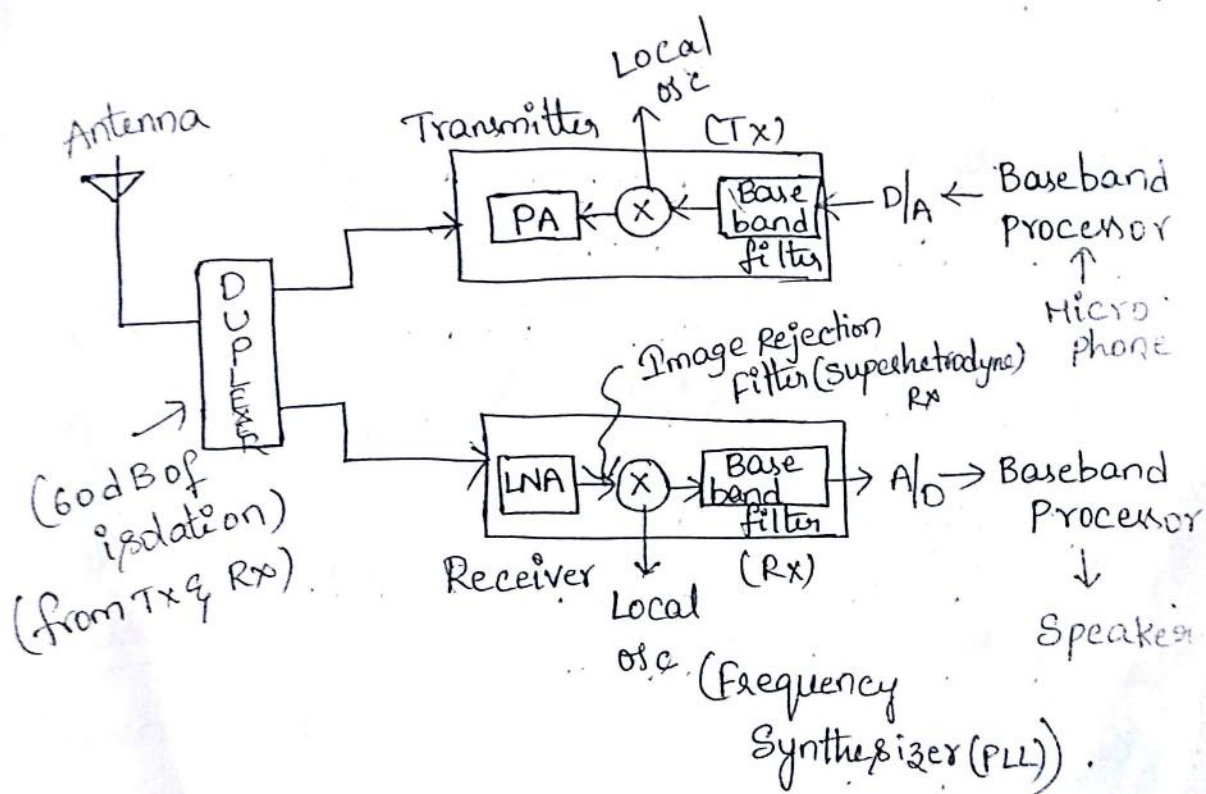 Local
osc
Antenna
Transmitter
(Tx)
PA
X
Base
band
filter
D/A
Baseband
Processor
Micro
phone
DUPLEXER
Image Rejection
Filter (Superhetrodyne)
Rx
(60dB of
isolation)
(from Tx & Rx)
LNA
X
Base
band
filter
A/D
Baseband
Processor
Receiver
(Rx)
Local
osc.
Speaker
(Frequency
Synthesizer (PLL)).